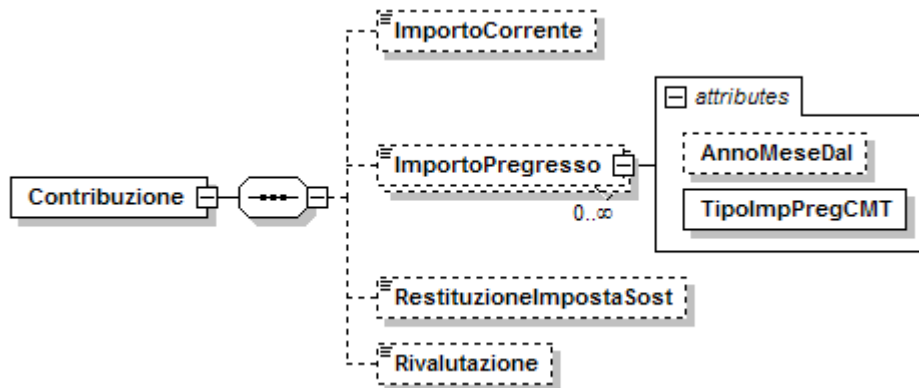 ImportoCorrente
attributes
AnnoMeseDal
ImportoPregresso
Contribuzione
TipoImpPregCMT
0..∞
RestituzioneImpostaSost
Rivalutazione